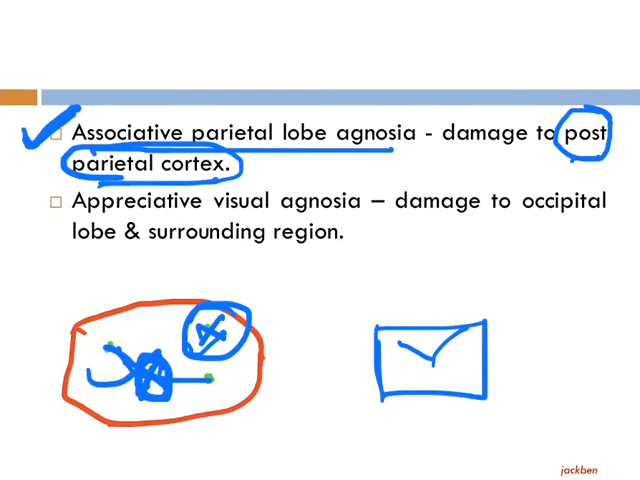 Associative parietal lobe agnosia - damage to post
parietal cortex.
Appreciative visual agnosia – damage to occipital
lobe & surrounding region.
jackben